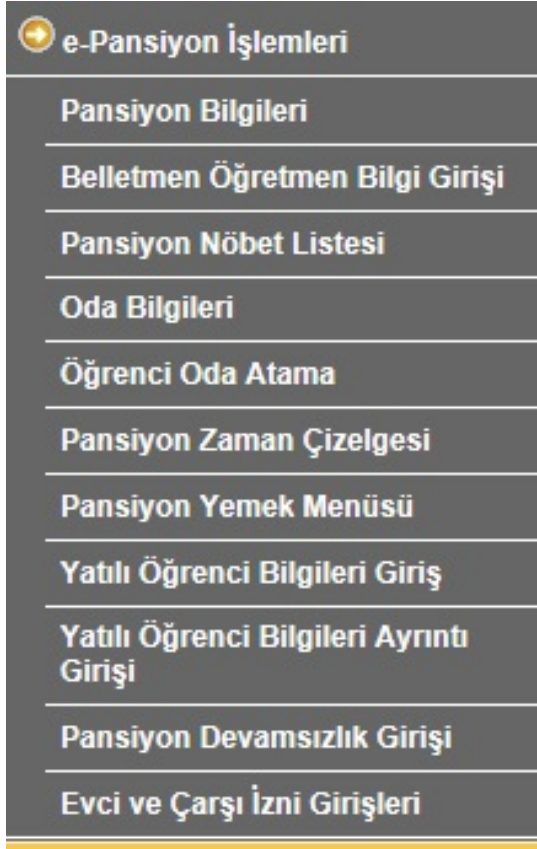 e-Pansiyon İşlemleri
Pansiyon Bilgileri
Belletmen Öğretmen Bilgi Girişi
Pansiyon Nöbet Listesi
Oda Bilgileri
Öğrenci Oda Atama
Pansiyon Zaman Çizelgesi
Pansiyon Yemek Menüsü
Yatılı Öğrenci Bilgileri Giriş
Yatılı Öğrenci Bilgileri Ayrıntı
Girişi
Pansiyon Devamsızlık Girişi
Evci ve Çarşı İzni Girişleri